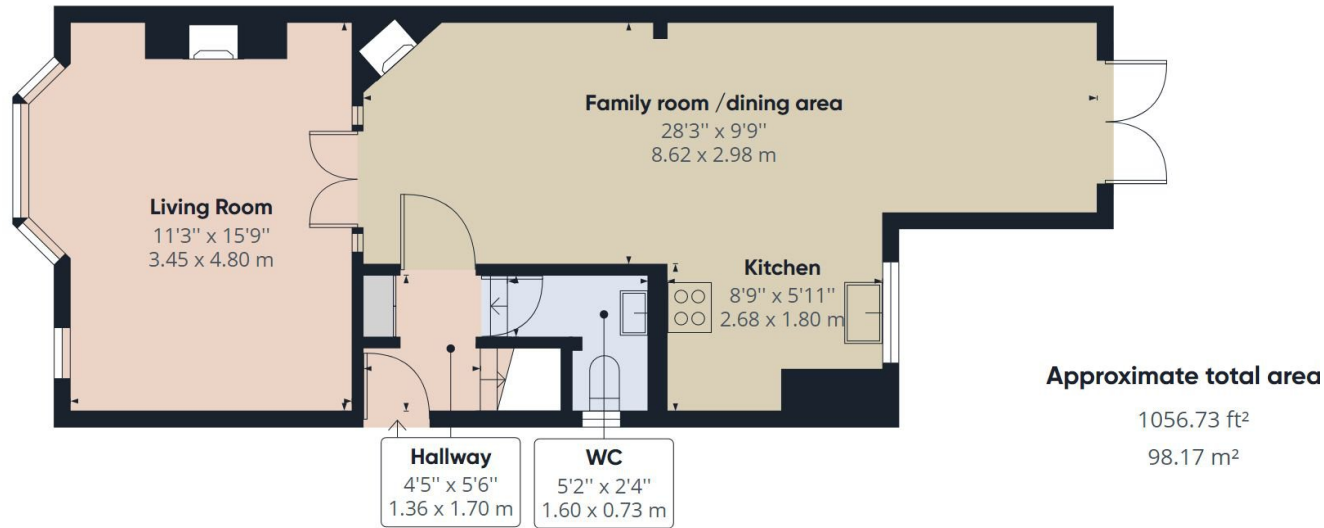 Family room /dining area
28'3'' x 9'9''
8.62 x 2.98 m
Living Room
11'3'' x 15'9''
3.45 x 4.80 m
Kitchen
8'9'' x 5'11''
2.68 x 1.80 m
Approximate total area
1056.73 ft²
98.17 m²
Hallway
4'5'' x 5'6''
1.36 x 1.70 m
WC
5'2'' x 2'4''
1.60 x 0.73 m